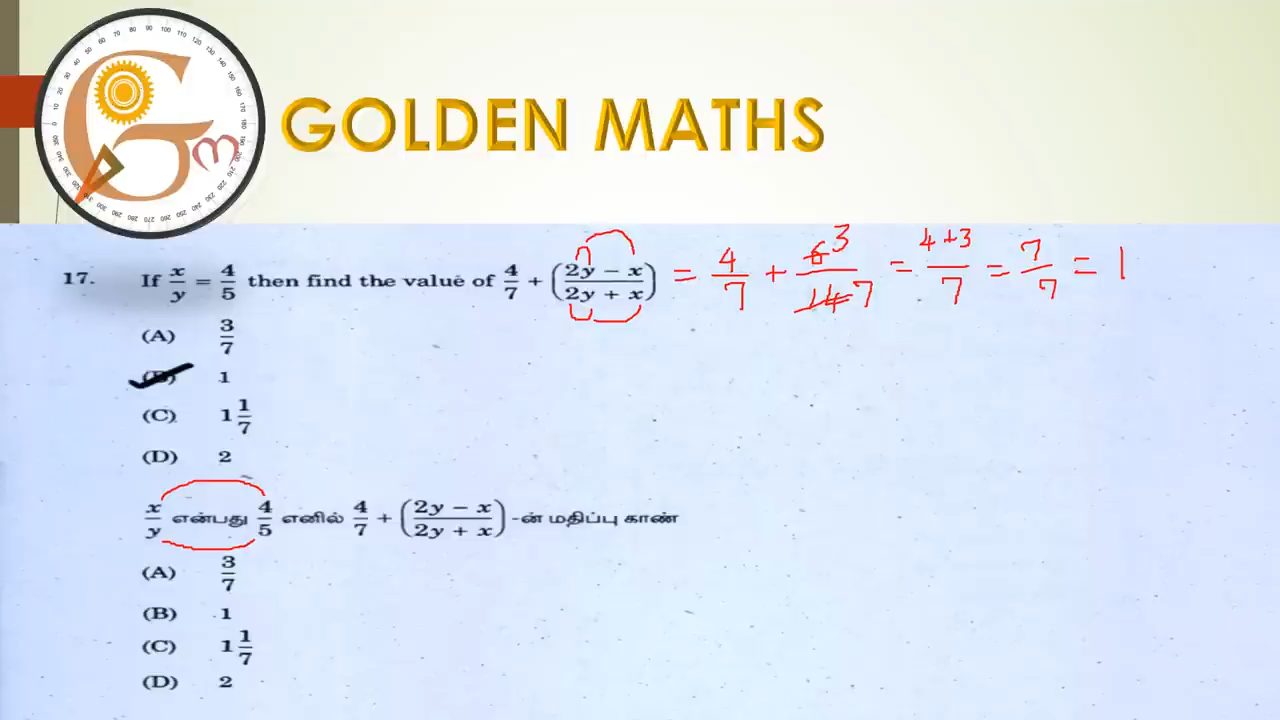 GOLDEN MATHS
17. If x/y = 4/5 then find the value of 4/7 + ((2y − x)/(2y + x)) = 4/7 + 6̶ 3/1̶4̶ 7 = 4+3/7 = 7/7 = 1
(A) 3/7
(B) 1
(C) 1 1/7
(D) 2
x/y என்பது 4/5 எனில் 4/7 + ((2y − x)/(2y + x)) -ன் மதிப்பு காண்
(A) 3/7
(B) 1
(C) 1 1/7
(D) 2